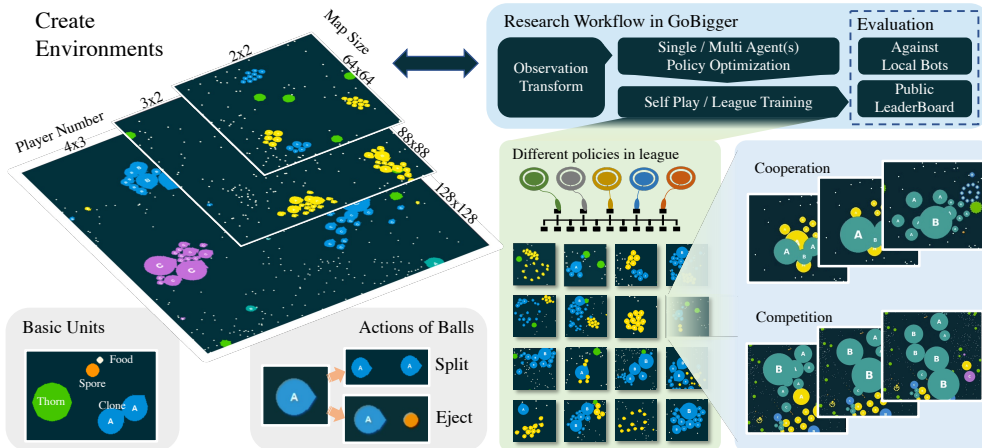 Create
Environments
Map Size
2x2
64x64
3x2
88x88
Player Number
4x3
128x128
C
C
Basic Units
Food
Spore
Thorn
Clone
A
A
Actions of Balls
A
A
A
Split
A
Eject
Research Workflow in GoBigger
Observation
Transform
Single / Multi Agent(s)
Policy Optimization
Self Play / League Training
Evaluation
Against
Local Bots
Public
LeaderBoard
Different policies in league
Cooperation
A
A
B
A
B
B
A
Competition
A
B
B
B
A
B
B
A
A
B
B
C